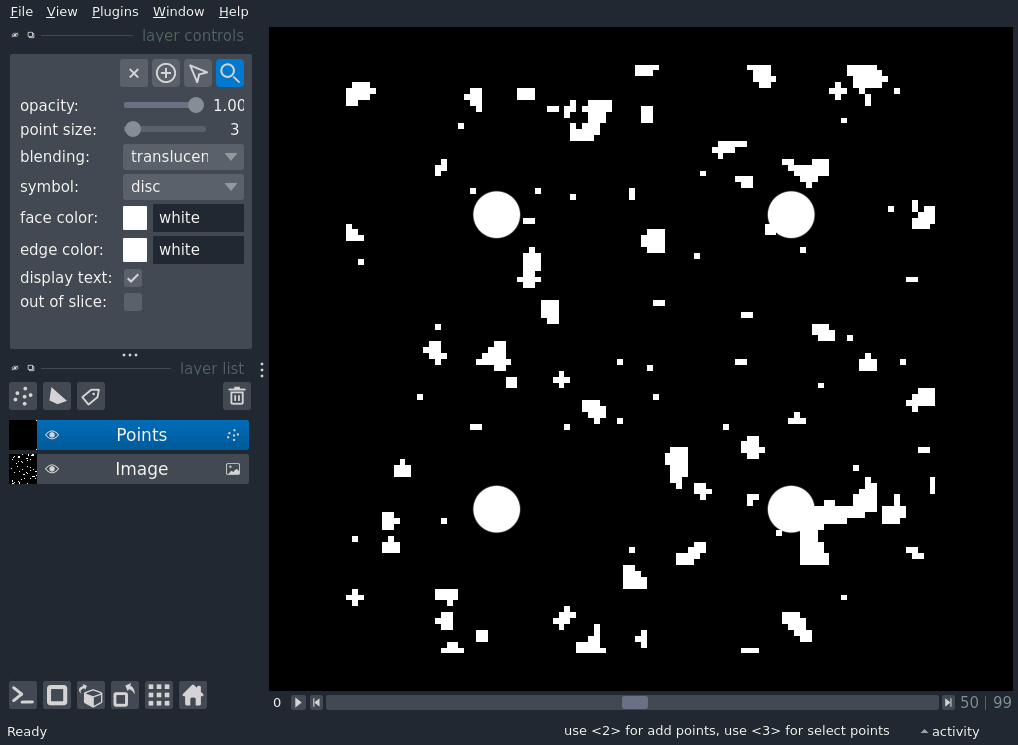 File View Plugins Window Help
layer controls
opacity: 1.00
point size: 3
blending: translucen
symbol: disc
face color: white
edge color: white
display text:
out of slice:
layer list
Points
Image
0 50 | 99
Ready use <2> for add points, use <3> for select points activity